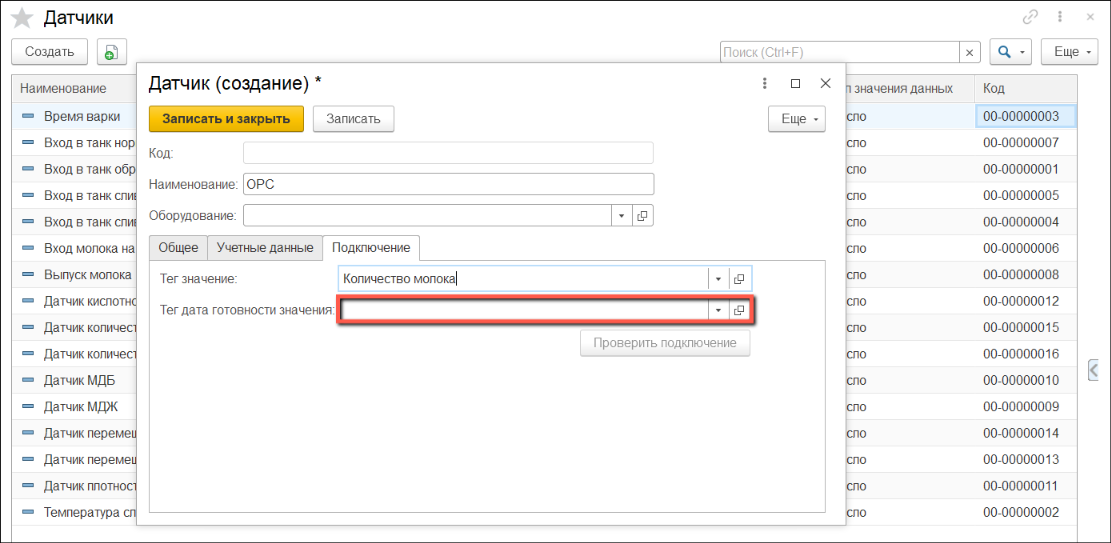 Датчики
Создать
Поиск (Ctrl+F)
Еще
Наименование
значения данных
Код
Время варки
сло
00-00000003
Вход в танк нор
сло
00-00000007
Вход в танк обр
сло
00-00000001
Вход в танк сли
сло
00-00000005
Вход в танк сли
сло
00-00000004
Вход молока на
сло
00-00000006
Выпуск молока
сло
00-00000008
Датчик кислотно
сло
00-00000012
Датчик количест
сло
00-00000015
Датчик количест
сло
00-00000016
Датчик МДБ
сло
00-00000010
Датчик МДЖ
сло
00-00000009
Датчик перемеш
сло
00-00000014
Датчик перемеш
сло
00-00000013
Датчик плотност
сло
00-00000011
Температура сл
сло
00-00000002
Датчик (создание) *
Записать и закрыть
Записать
Еще
Код:
Наименование:
OPC
Оборудование:
Общее
Учетные данные
Подключение
Тег значение:
Количество молока
Тег дата готовности значения:
Проверить подключение